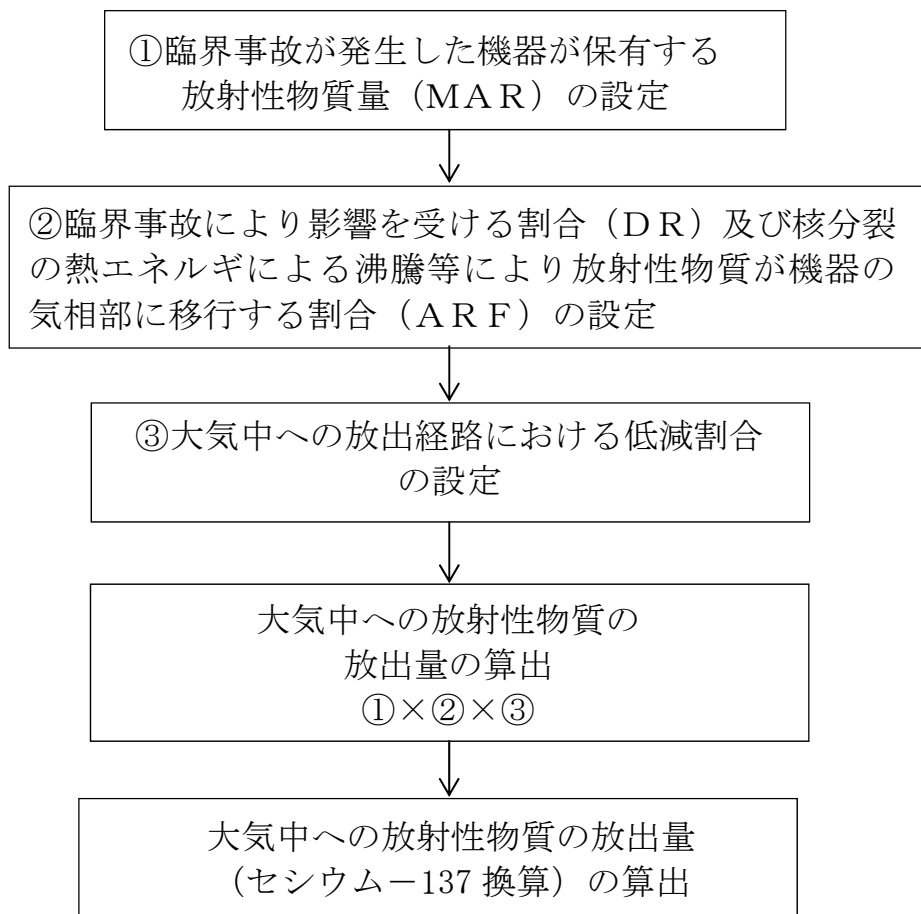 ①臨界事故が発生した機器が保有する
放射性物質量（ＭＡＲ）の設定
②臨界事故により影響を受ける割合（ＤＲ）及び核分裂
の熱エネルギによる沸騰等により放射性物質が機器の
気相部に移行する割合（ＡＲＦ）の設定
③大気中への放出経路における低減割合
の設定
大気中への放射性物質の
放出量の算出
①×②×③
大気中への放射性物質の放出量
（セシウム－137 換算）の算出